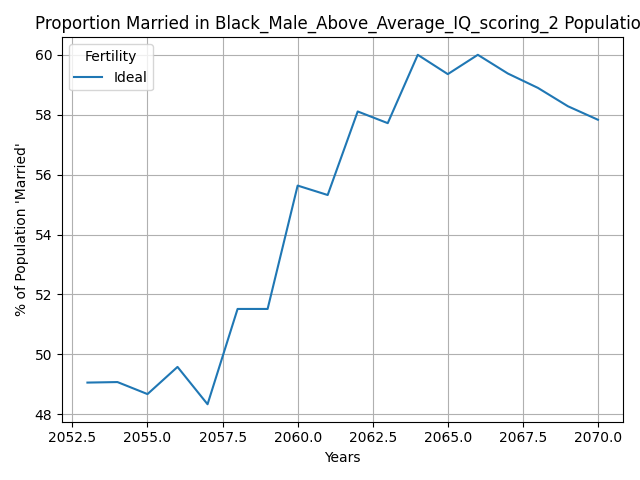 Proportion Married in Black_Male_Above_Average_IQ_scoring_2 Populatio
Fertility
Ideal
% of Population 'Married'
60
58
56
54
52
50
48
2052.5 2055.0 2057.5 2060.0 2062.5 2065.0 2067.5 2070.0
Years